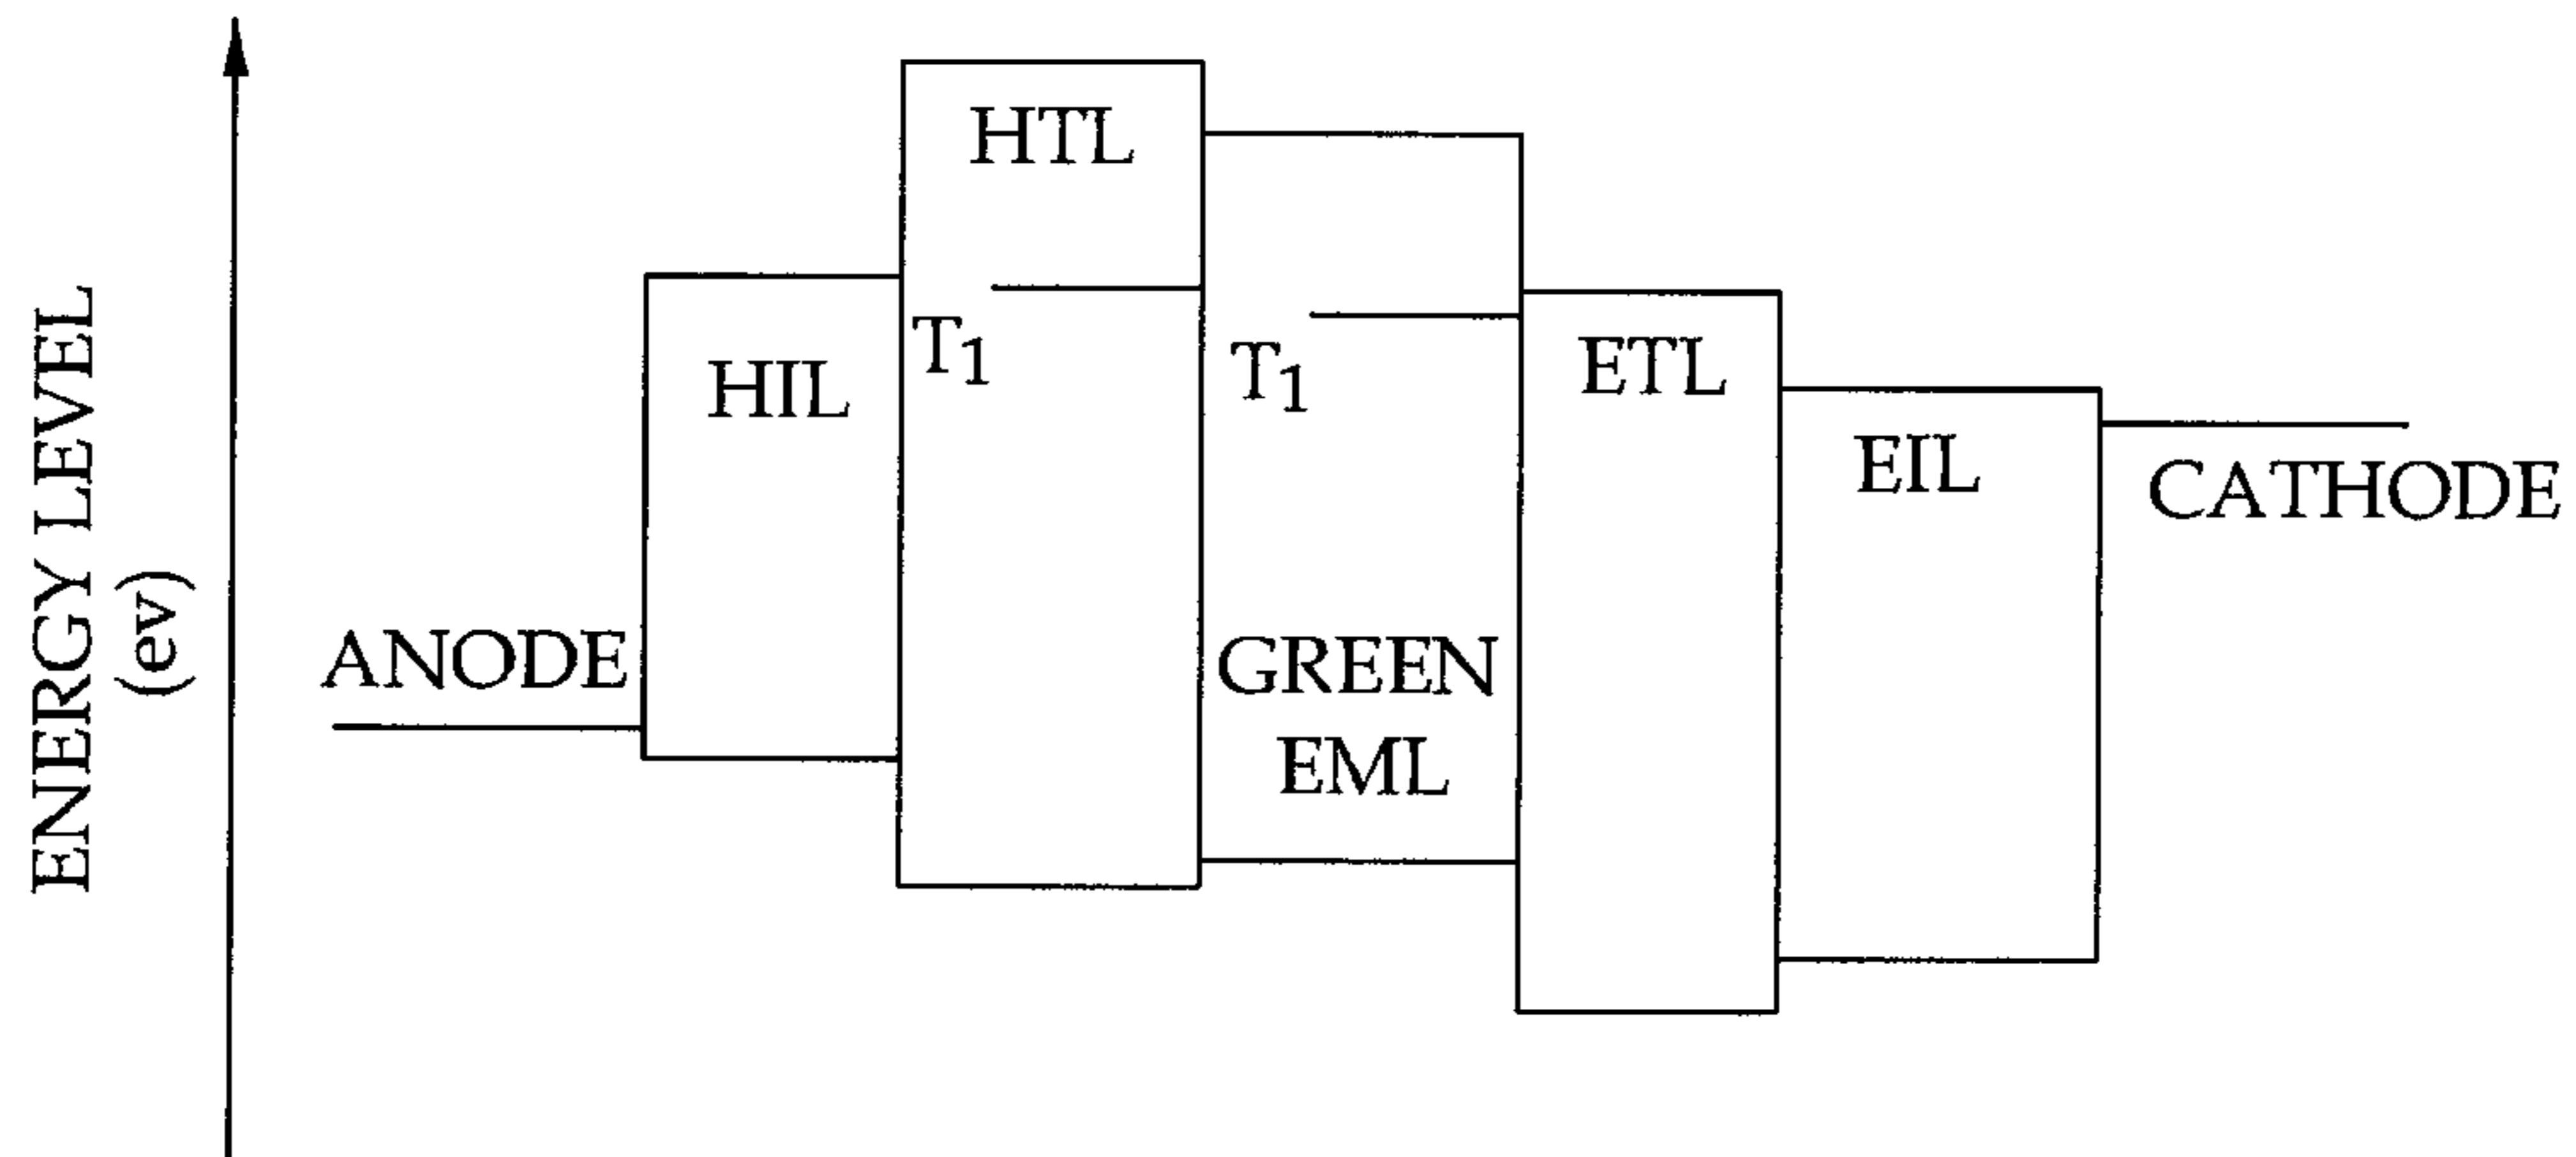 ENERGY LEVEL
(ev)
ANODE
HIL
HTL
T1
T1
GREEN
EML
ETL
EIL
CATHODE